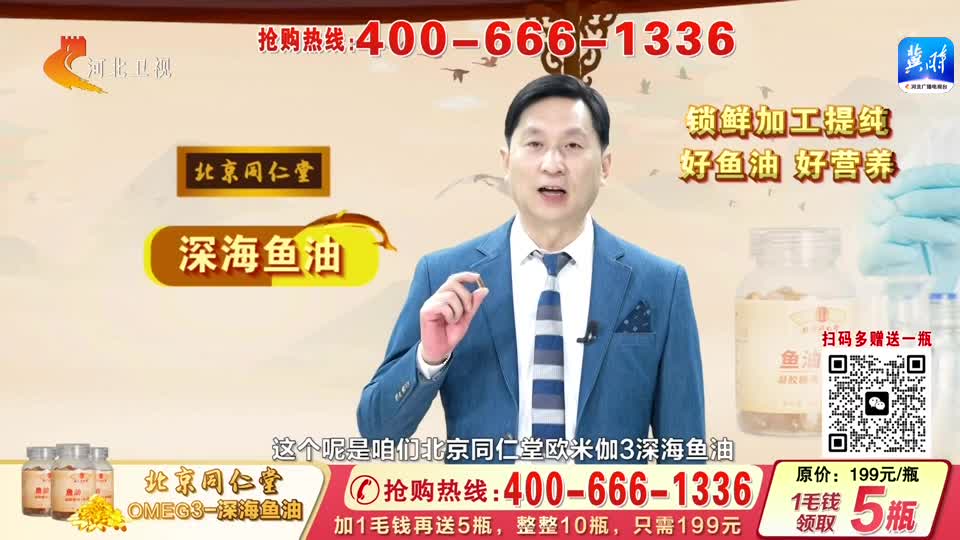 抢购热线:400-666-1336
河北卫视
冀时
河北广播电视台
锁鲜加工提纯
好鱼油 好营养
北京同仁堂
深海鱼油
鱼油
扫码多赠送一瓶
这个呢是咱们北京同仁堂欧米伽3深海鱼油
北京同仁堂
OMEG3-深海鱼油
抢购热线:400-666-1336
加1毛钱再送5瓶，整整10瓶，只需199元
原价：199元/瓶
1毛钱
领取
5瓶